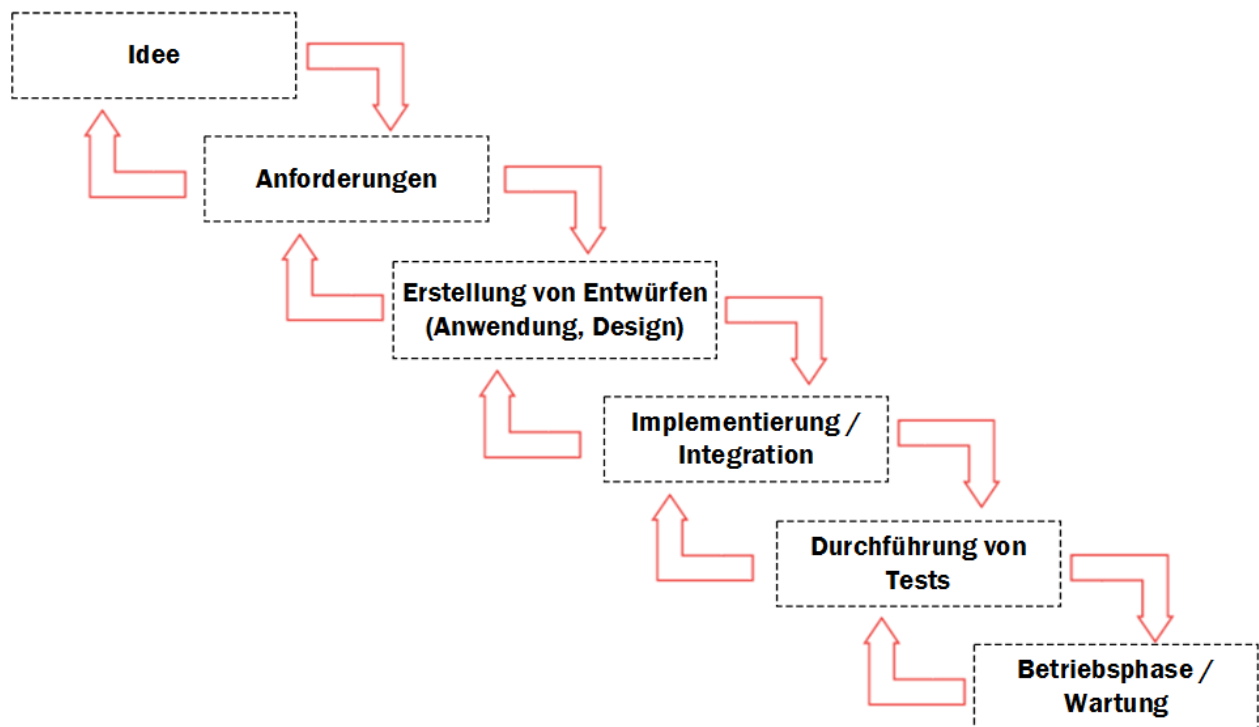 Idee
Anforderungen
Erstellung von Entwürfen
(Anwendung, Design)
Implementierung /
Integration
Durchführung von
Tests
Betriebsphase /
Wartung